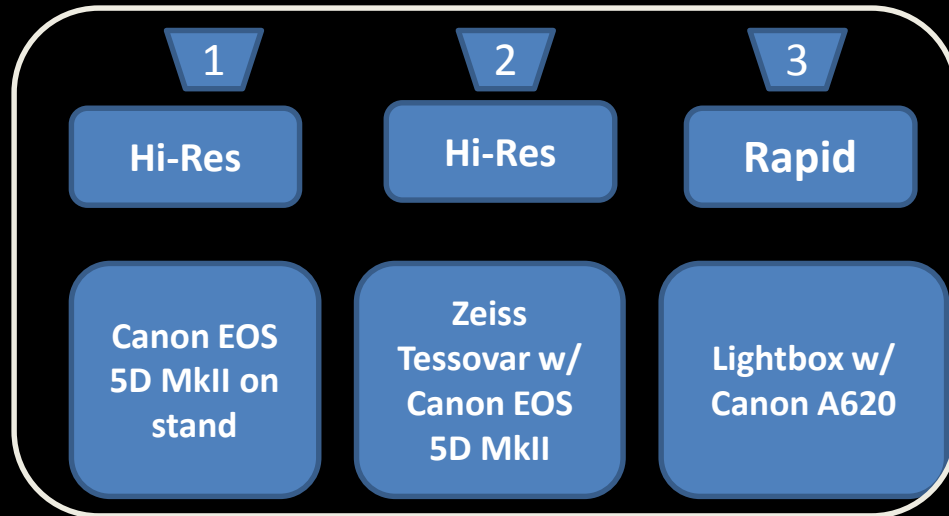 1
2
3
Hi-Res
Hi-Res
Rapid
Canon EOS
5D MkII on
stand
Zeiss
Tessovar w/
Canon EOS
5D MkII
Lightbox w/
Canon A620